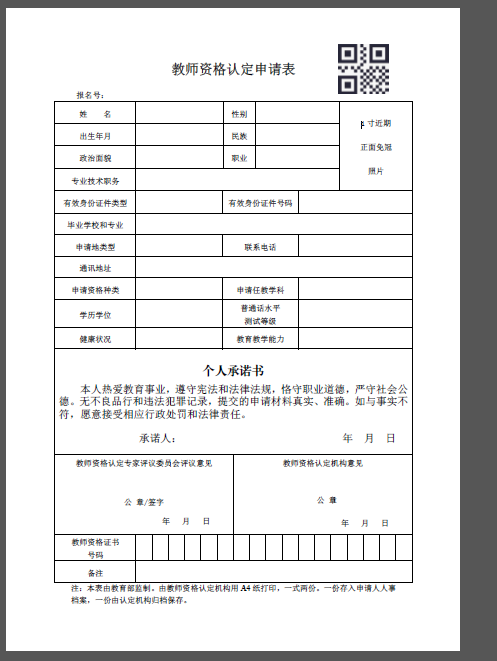 教师资格认定申请表
报名号：
姓 名
性别
寸近期
正面免冠
照片
出生年月
民族
政治面貌
职业
专业技术职务
有效身份证件类型
有效身份证件号码
毕业学校和专业
申请地类型
联系电话
通讯地址
申请资格种类
申请任教学科
学历学位
普通话水平
测试等级
健康状况
教育教学能力
个人承诺书
本人热爱教育事业，遵守宪法和法律法规，恪守职业道德，严守社会公
德。无不良品行和违法犯罪记录，提交的申请材料真实、准确。如与事实不
符，愿意接受相应行政处罚和法律责任。
承诺人： 年 月 日
教师资格认定专家评议委员会评议意见
公 章/签字
年 月 日
教师资格认定机构意见
公 章
年 月 日
教师资格证书
号码
备注
注：本表由教育部监制。由教师资格认定机构用 A4 纸打印，一式两份。一份存入申请人人事
档案，一份由认定机构归档保存。